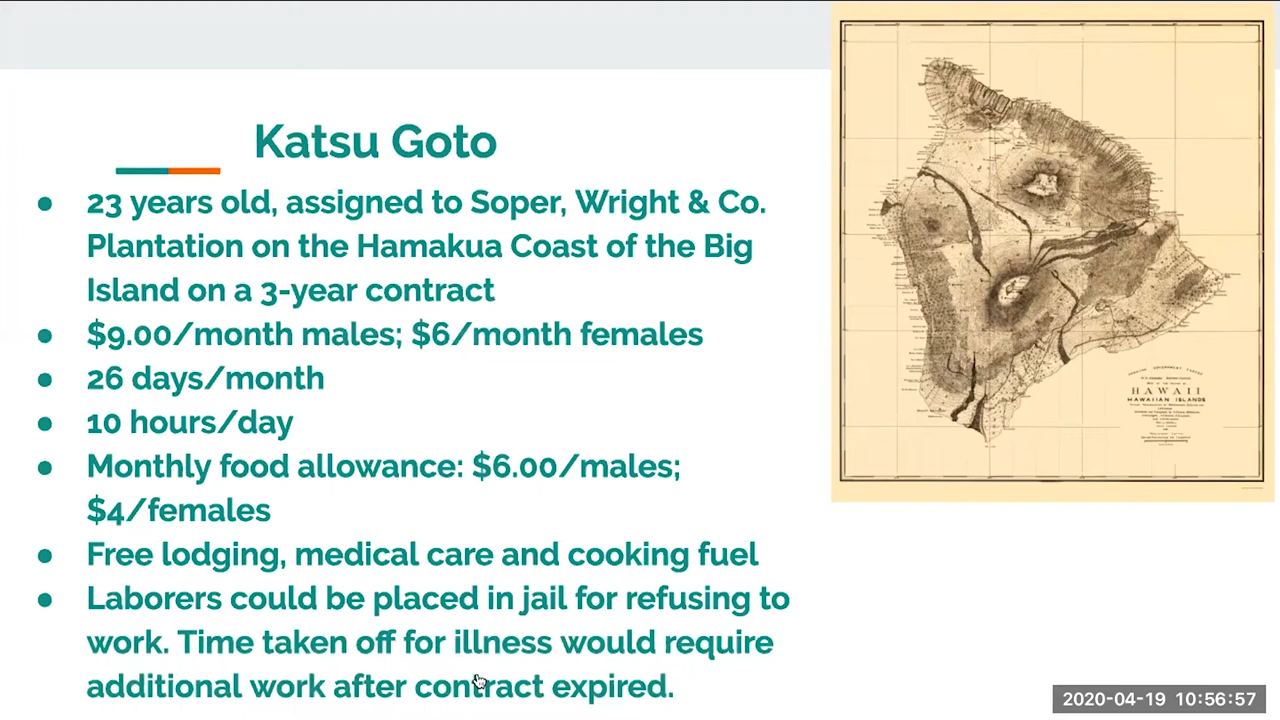 Katsu Goto
● 23 years old, assigned to Soper, Wright & Co.
Plantation on the Hamakua Coast of the Big
Island on a 3-year contract
● $9.00/month males; $6/month females
● 26 days/month
● 10 hours/day
● Monthly food allowance: $6.00/males;
$4/females
● Free lodging, medical care and cooking fuel
● Laborers could be placed in jail for refusing to
work. Time taken off for illness would require
additional work after contract expired.
HAWAII
HAWAIIAN ISLANDS
2020-04-19 10:56:57